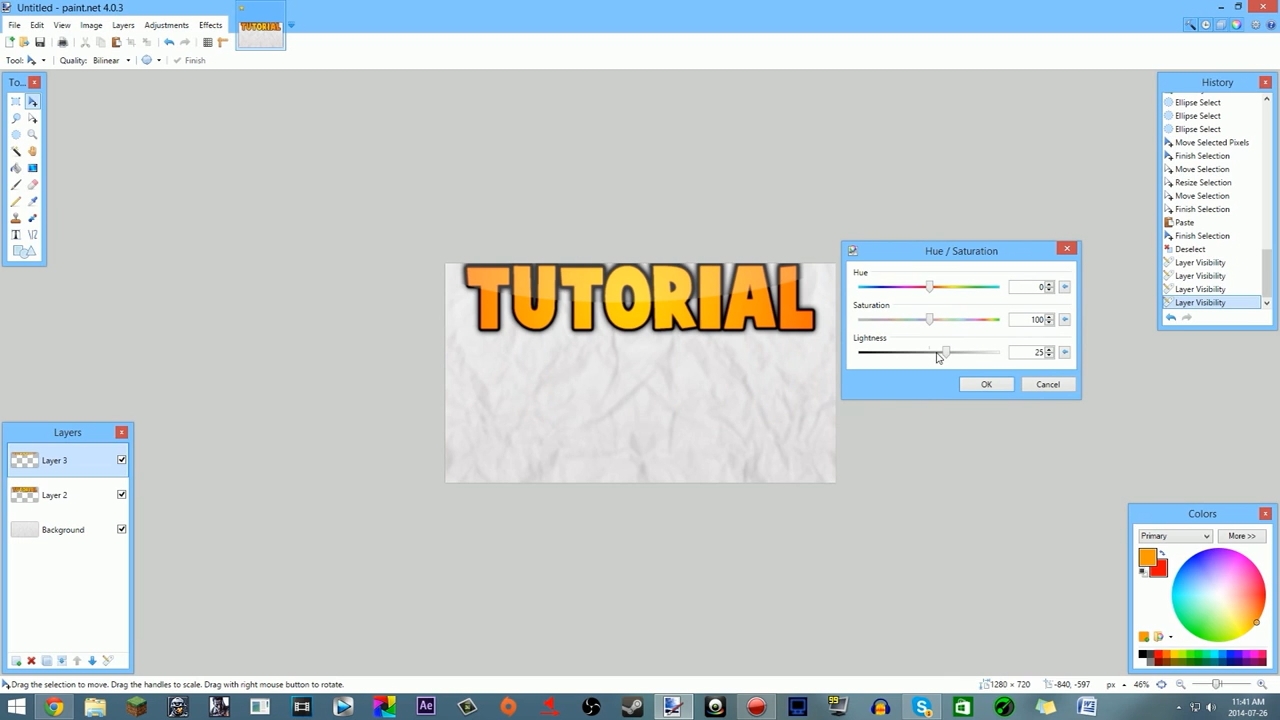 Untitled - paint.net 4.0.3
File Edit View Image Layers Adjustments Effects
TUTORIAL
Tool: Quality: Bilinear Finish
To...
History
Ellipse Select
Ellipse Select
Ellipse Select
Move Selected Pixels
Finish Selection
Move Selection
Resize Selection
Move Selection
Finish Selection
Paste
Finish Selection
Deselect
Layer Visibility
Layer Visibility
Layer Visibility
Layer Visibility
TUTORIAL
Hue / Saturation
Hue
0
Saturation
100
Lightness
25
OK Cancel
Layers
Layer 3
Layer 2
Background
Colors
Primary More >>
Drag the selection to move. Drag the handles to scale. Drag with right mouse button to rotate.
1280 × 720 -840, -597 px 46%
Ae
99
11:41 AM
2014-07-26